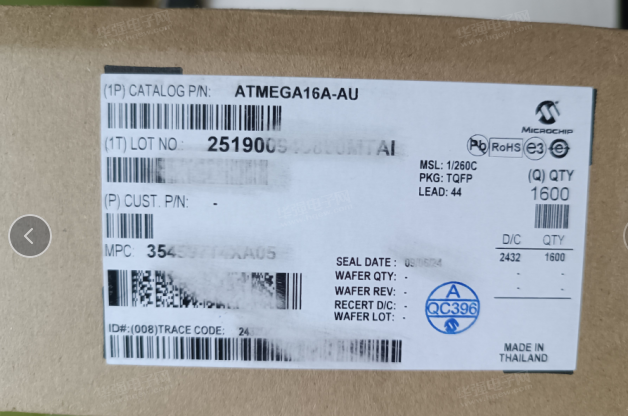 (1P) CATALOG P/N: ATMEGA16A-AU
MICROCHIP
(1T) LOT NO.:
Pb RoHS e3 e
MSL: 1/260C
PKG: TQFP
LEAD: 44
(Q) QTY
1600
(P) CUST. P/N: -
D/C QTY
2432 1600
- -
- -
MPC
SEAL DATE :
WAFER QTY: -
WAFER REV: -
RECERT D/C: -
WAFER LOT: -
A
QC396
ID#:(008)TRACE CODE:
MADE IN
THAILAND